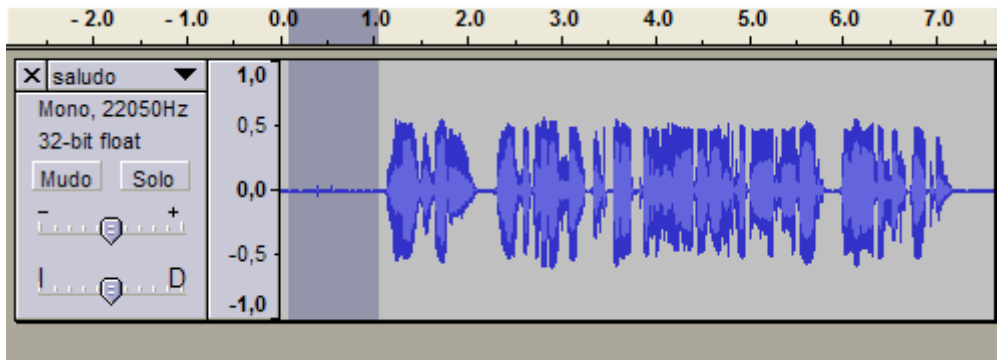 - 2.0 - 1.0 0.0 1.0 2.0 3.0 4.0 5.0 6.0 7.0
X saludo
Mono, 22050Hz
32-bit float
Mudo Solo
- +
I D
1,0
0,5
0,0
-0,5
-1,0